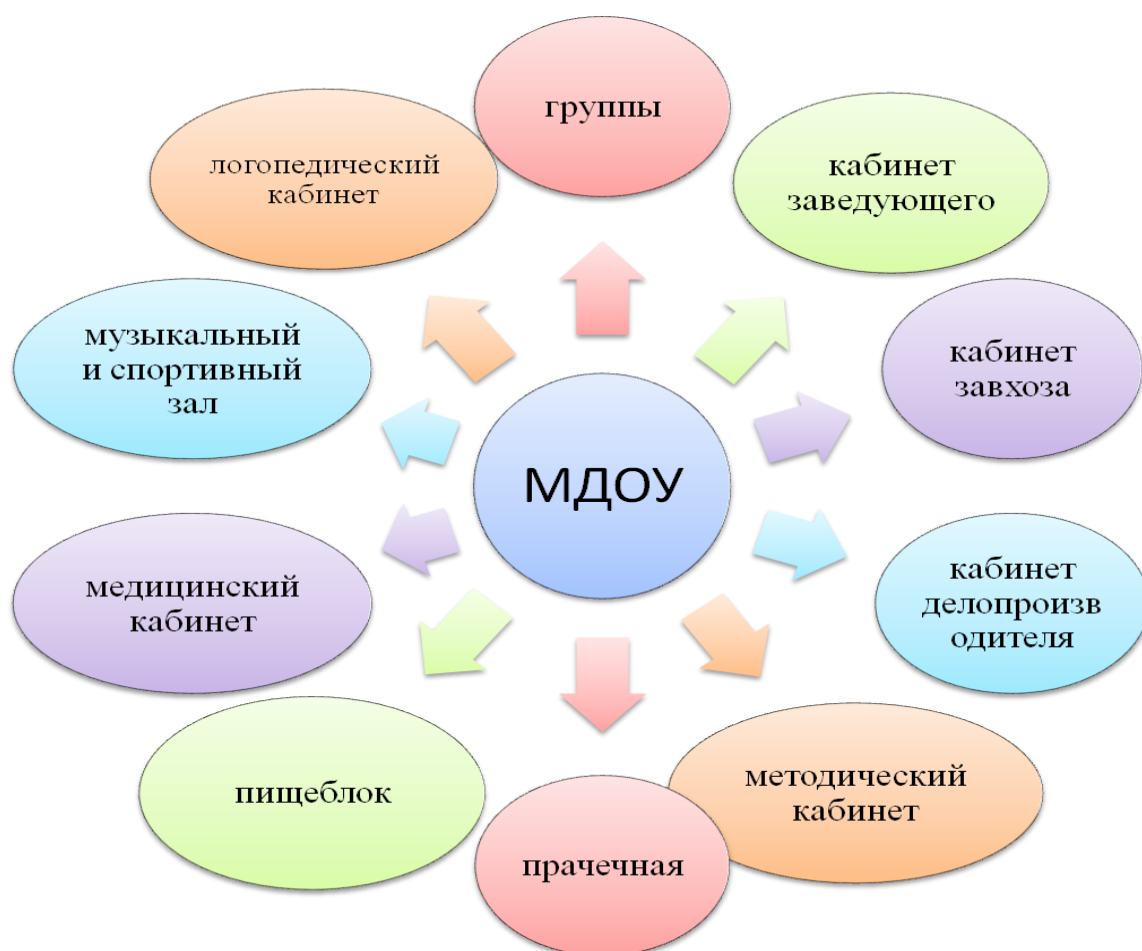 группы
кабинет
заведующего
кабинет
завхоза
кабинет
делопроизв
одителя
методический
кабинет
прачечная
пищеблок
медицинский
кабинет
музыкальный
и спортивный
зал
логопедический
кабинет
МДОУ